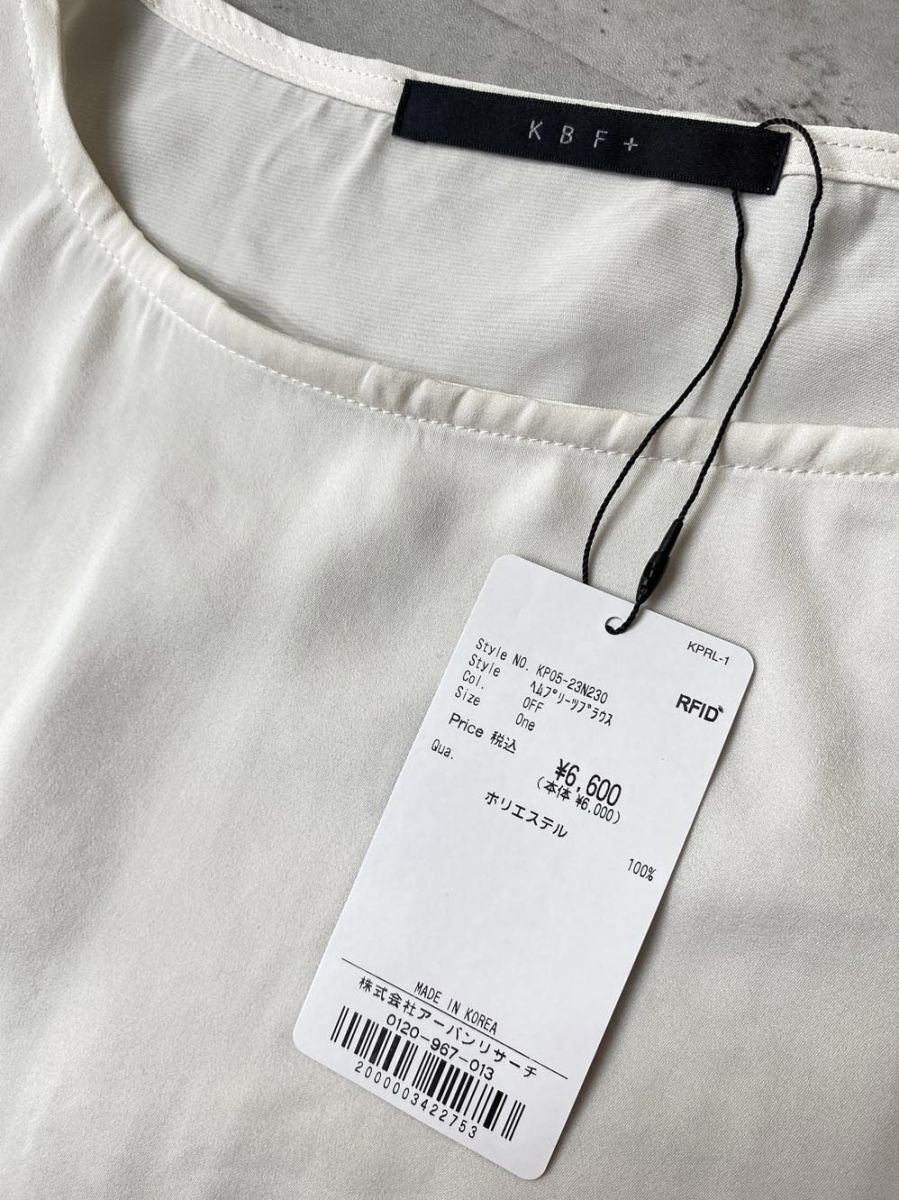 KBF+
KPRL-1
RFID
Style NO. KP05-23N230
Style ﾍﾑﾌﾟﾘｰﾂﾌﾞﾗｳｽ
Col. OFF
Size One
Price 税込 ¥6,600
(本体 ¥6,000)
Qua.
ポリエステル
100%
MADE IN KOREA
株式会社アーバンリサーチ
0120-967-013
2000003422753